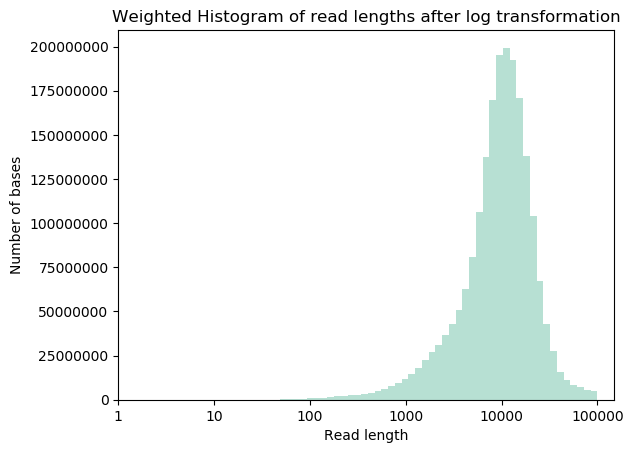 Weighted Histogram of read lengths after log transformation
200000000
175000000
150000000
125000000
100000000
75000000
50000000
25000000
0
Number of bases
1 10 100 1000 10000 100000
Read length